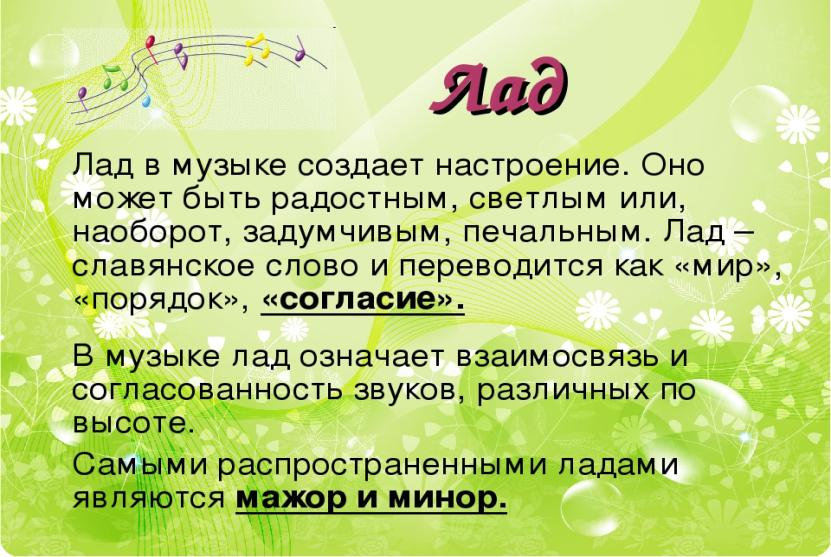 Лад
Лад в музыке создает настроение. Оно
может быть радостным, светлым или,
наоборот, задумчивым, печальным. Лад –
славянское слово и переводится как «мир»,
«порядок», «согласие».
В музыке лад означает взаимосвязь и
согласованность звуков, различных по
высоте.
Самыми распространенными ладами
являются мажор и минор.